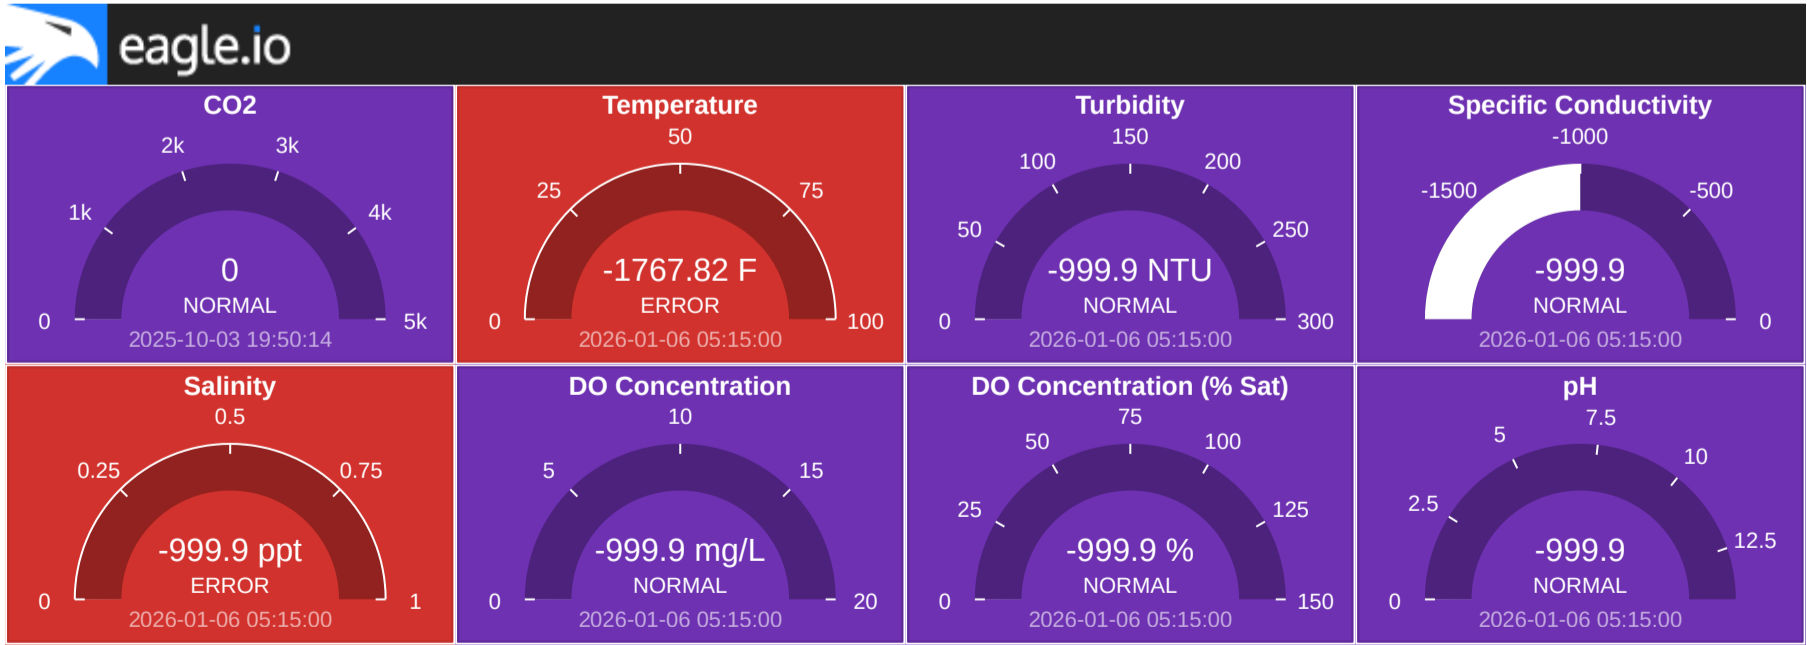 eagle.io
CO2
2k
3k
1k
4k
0
NORMAL
0
5k
2025-10-03 19:50:14
Temperature
50
25
75
-1767.82 F
ERROR
0
100
2026-01-06 05:15:00
Turbidity
150
100
200
50
250
-999.9 NTU
NORMAL
0
300
2026-01-06 05:15:00
Specific Conductivity
-1000
-1500
-500
-999.9
NORMAL
0
2026-01-06 05:15:00
Salinity
0.5
0.25
0.75
-999.9 ppt
ERROR
0
1
2026-01-06 05:15:00
DO Concentration
10
5
15
-999.9 mg/L
NORMAL
0
20
2026-01-06 05:15:00
DO Concentration (% Sat)
75
50
100
25
125
-999.9 %
NORMAL
0
150
2026-01-06 05:15:00
pH
7.5
5
10
2.5
12.5
-999.9
NORMAL
0
2026-01-06 05:15:00